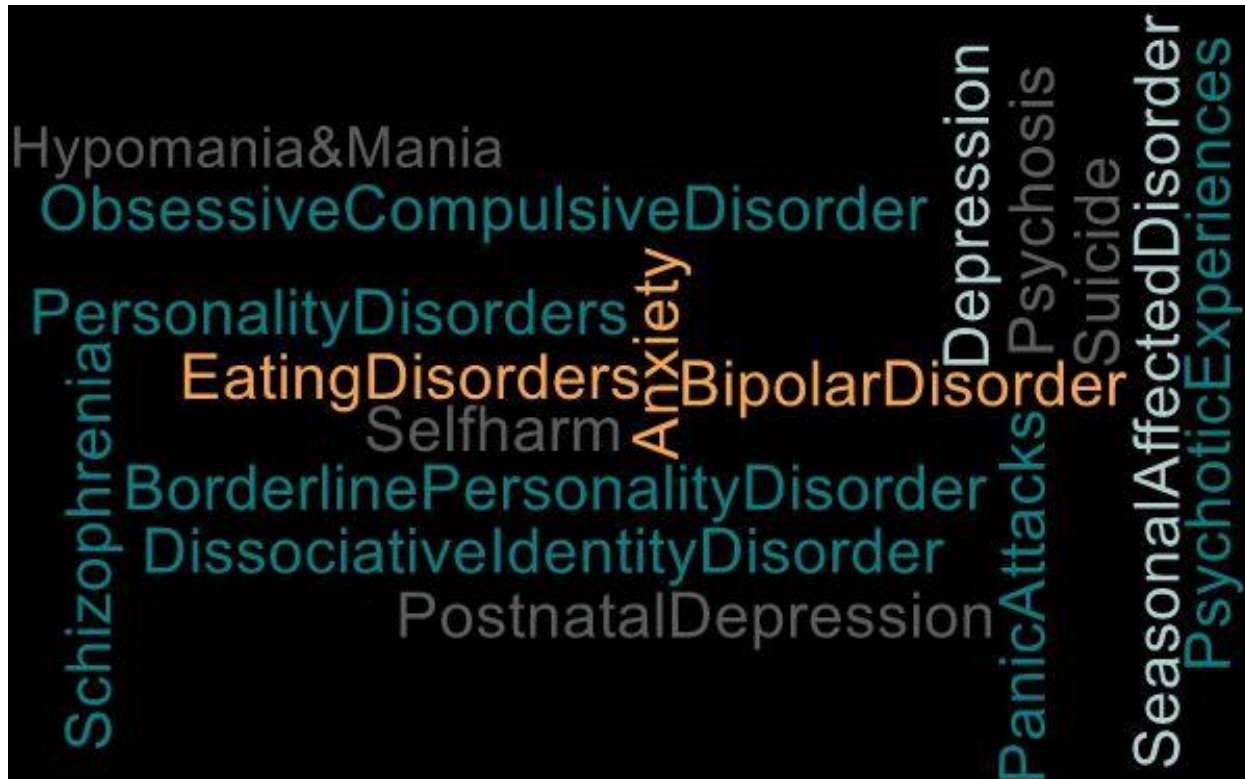 Hypomania&Mania
ObsessiveCompulsiveDisorder
PersonalityDisorders
Anxiety
EatingDisorders
BipolarDisorder
Selfharm
BorderlinePersonalityDisorder
DissociativeIdentityDisorder
PostnatalDepression
Schizophrenia
Depression
Psychosis
Suicide
PanicAttacks
SeasonalAffectedDisorder
PsychoticExperiences